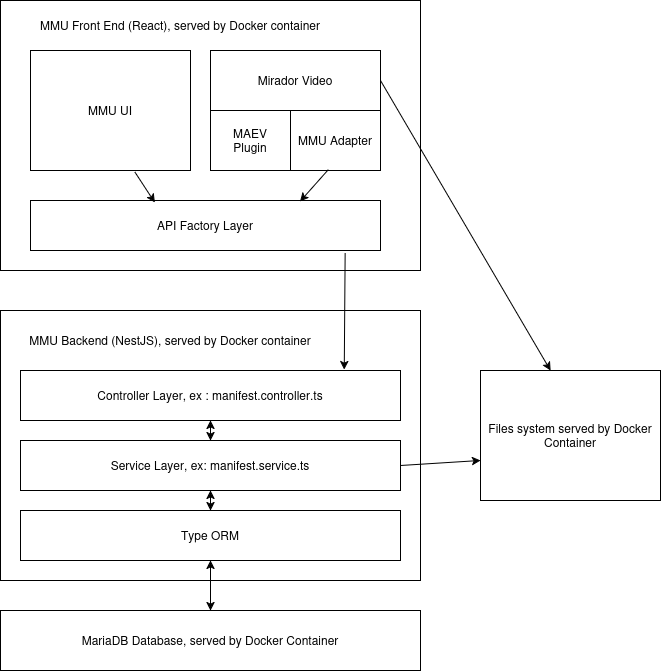 MMU Front End (React), served by Docker container
MMU UI
Mirador Video
MAEV
Plugin
MMU Adapter
API Factory Layer
MMU Backend (NestJS), served by Docker container
Controller Layer, ex : manifest.controller.ts
Files system served by Docker
Container
Service Layer, ex: manifest.service.ts
Type ORM
MariaDB Database, served by Docker Container